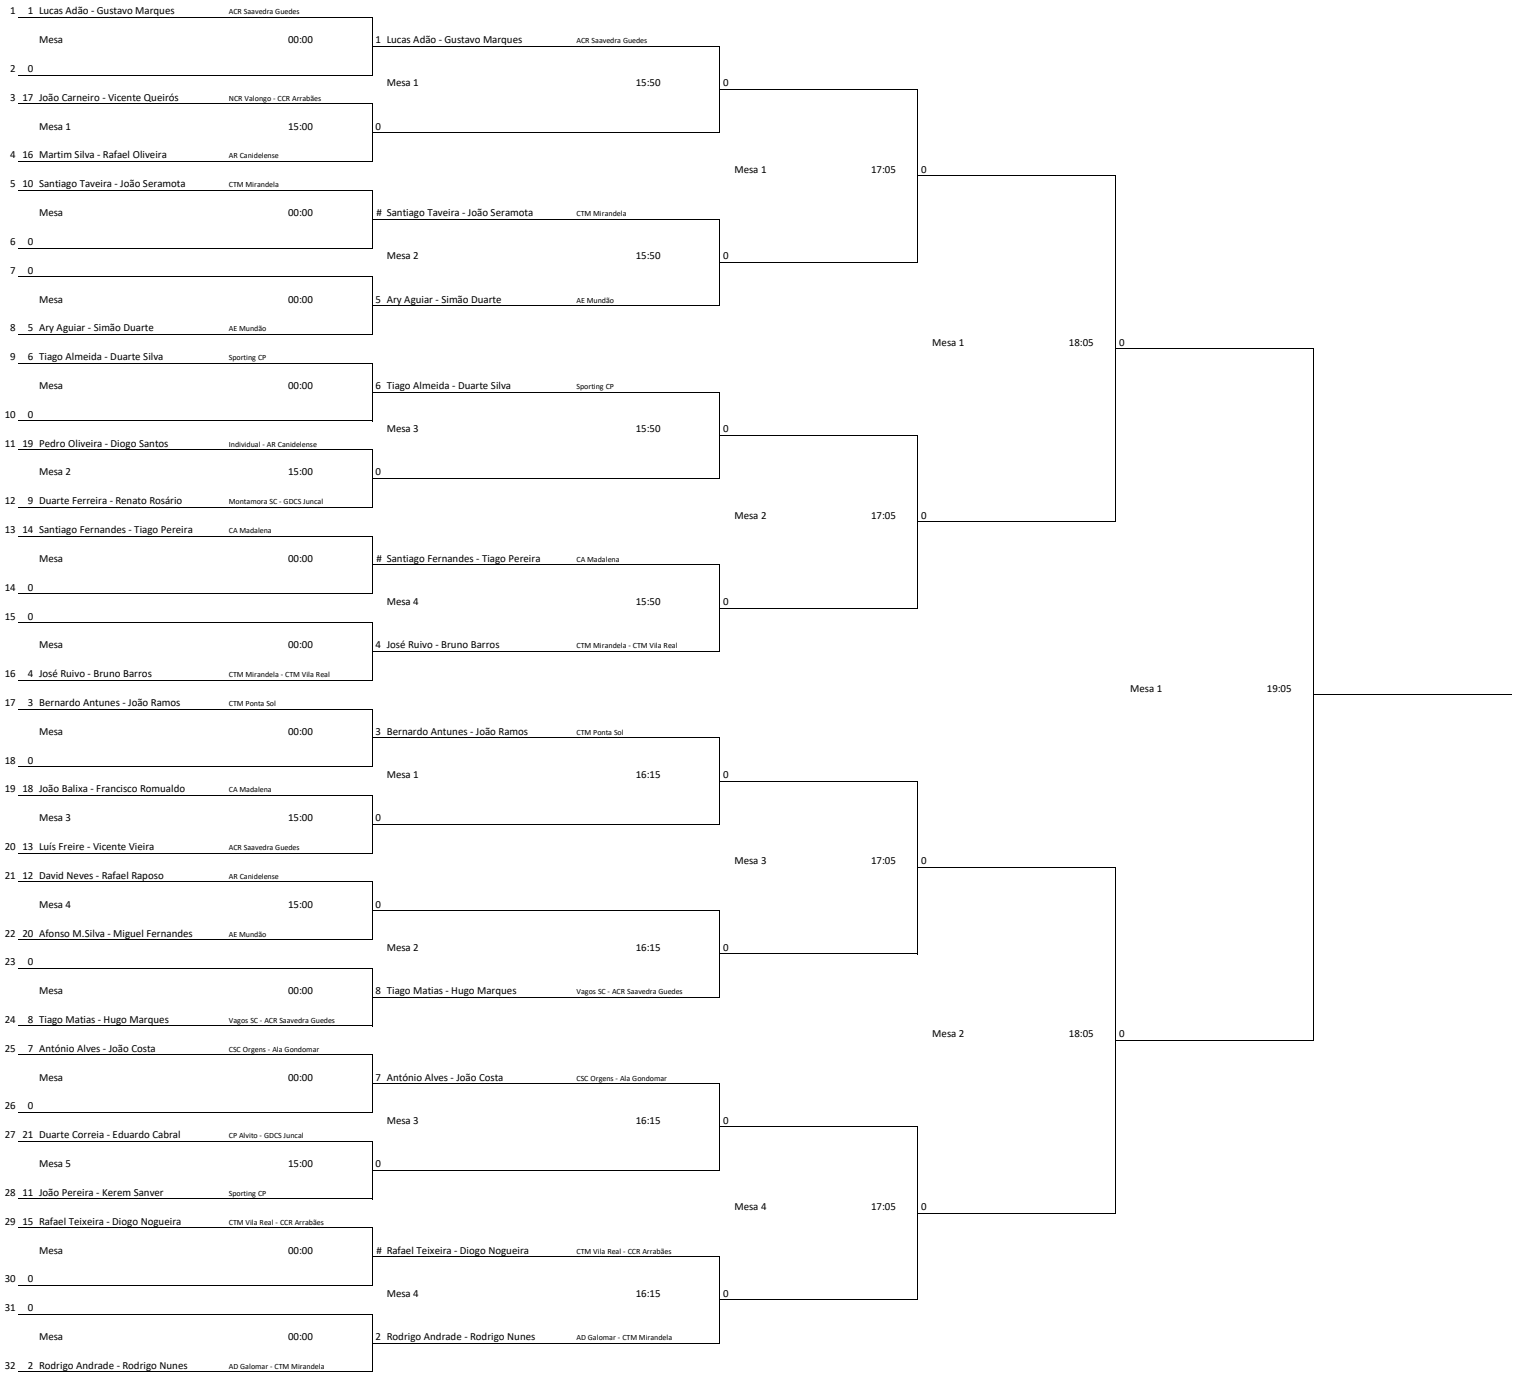 1 1 Lucas Adão - Gustavo Marques ACR Saavedra Guedes
Mesa 00:00 1 Lucas Adão - Gustavo Marques ACR Saavedra Guedes
2 0
Mesa 1 15:50 0
3 17 João Carneiro - Vicente Queirós NCR Valongo - CCR Arrabães
Mesa 1 15:00 0
4 16 Martim Silva - Rafael Oliveira AR Canidelense
Mesa 1 17:05 0
5 10 Santiago Taveira - João Seramota CTM Mirandela
Mesa 00:00 # Santiago Taveira - João Seramota CTM Mirandela
6 0
Mesa 2 15:50 0
7 0
Mesa 00:00 5 Ary Aguiar - Simão Duarte AE Mundão
8 5 Ary Aguiar - Simão Duarte AE Mundão
Mesa 1 18:05 0
9 6 Tiago Almeida - Duarte Silva Sporting CP
Mesa 00:00 6 Tiago Almeida - Duarte Silva Sporting CP
10 0
Mesa 3 15:50 0
11 19 Pedro Oliveira - Diogo Santos Individual - AR Canidelense
Mesa 2 15:00 0
12 9 Duarte Ferreira - Renato Rosário Montamora SC - GDCS Juncal
Mesa 2 17:05 0
13 14 Santiago Fernandes - Tiago Pereira CA Madalena
Mesa 00:00 # Santiago Fernandes - Tiago Pereira CA Madalena
14 0
Mesa 4 15:50 0
15 0
Mesa 00:00 4 José Ruivo - Bruno Barros CTM Mirandela - CTM Vila Real
16 4 José Ruivo - Bruno Barros CTM Mirandela - CTM Vila Real
Mesa 1 19:05
17 3 Bernardo Antunes - João Ramos CTM Ponta Sol
Mesa 00:00 3 Bernardo Antunes - João Ramos CTM Ponta Sol
18 0
Mesa 1 16:15 0
19 18 João Balixa - Francisco Romualdo CA Madalena
Mesa 3 15:00 0
20 13 Luís Freire - Vicente Vieira ACR Saavedra Guedes
Mesa 3 17:05 0
21 12 David Neves - Rafael Raposo AR Canidelense
Mesa 4 15:00 0
22 20 Afonso M.Silva - Miguel Fernandes AE Mundão
Mesa 2 16:15 0
23 0
Mesa 00:00 8 Tiago Matias - Hugo Marques Vagos SC - ACR Saavedra Guedes
24 8 Tiago Matias - Hugo Marques Vagos SC - ACR Saavedra Guedes
Mesa 2 18:05 0
25 7 António Alves - João Costa CSC Orgens - Ala Gondomar
Mesa 00:00 7 António Alves - João Costa CSC Orgens - Ala Gondomar
26 0
Mesa 3 16:15 0
27 21 Duarte Correia - Eduardo Cabral CP Alvito - GDCS Juncal
Mesa 5 15:00 0
28 11 João Pereira - Kerem Sanver Sporting CP
Mesa 4 17:05 0
29 15 Rafael Teixeira - Diogo Nogueira CTM Vila Real - CCR Arrabães
Mesa 00:00 # Rafael Teixeira - Diogo Nogueira CTM Vila Real - CCR Arrabães
30 0
Mesa 4 16:15 0
31 0
Mesa 00:00 2 Rodrigo Andrade - Rodrigo Nunes AD Galomar - CTM Mirandela
32 2 Rodrigo Andrade - Rodrigo Nunes AD Galomar - CTM Mirandela